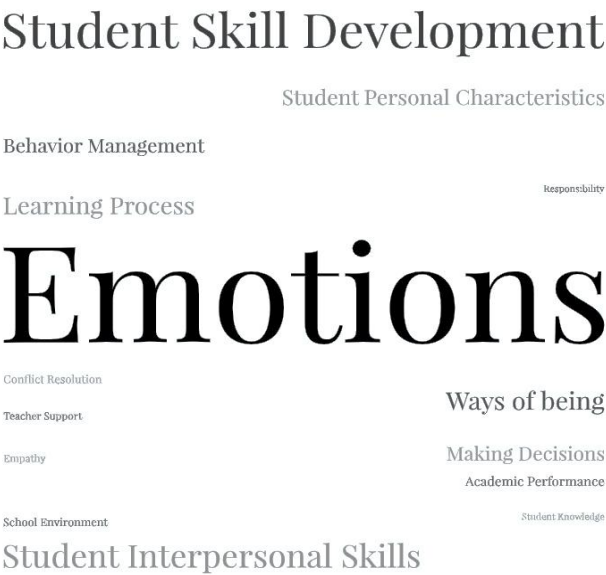 Student Skill Development
Student Personal Characteristics
Behavior Management
Responsibility
Learning Process
Emotions
Conflict Resolution
Ways of being
Teacher Support
Making Decisions
Empathy
Academic Performance
Student Knowledge
School Environment
Student Interpersonal Skills